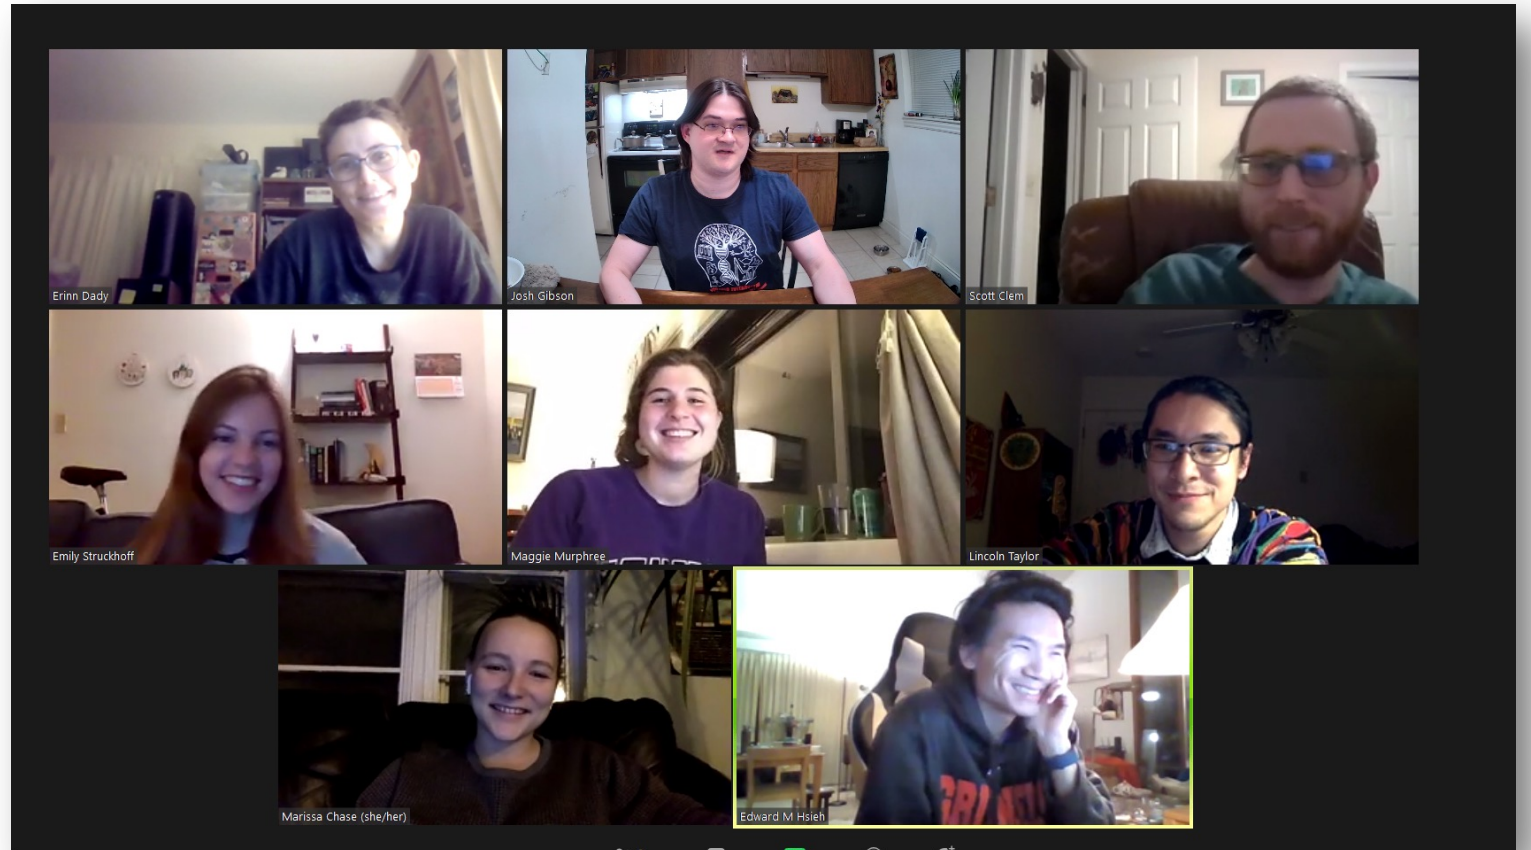 Erinn Dady
Josh Gibson
Scott Clem
Emily Struckhoff
Maggie Murphree
Lincoln Taylor
Marissa Chase (she/her)
Edward M Hsieh